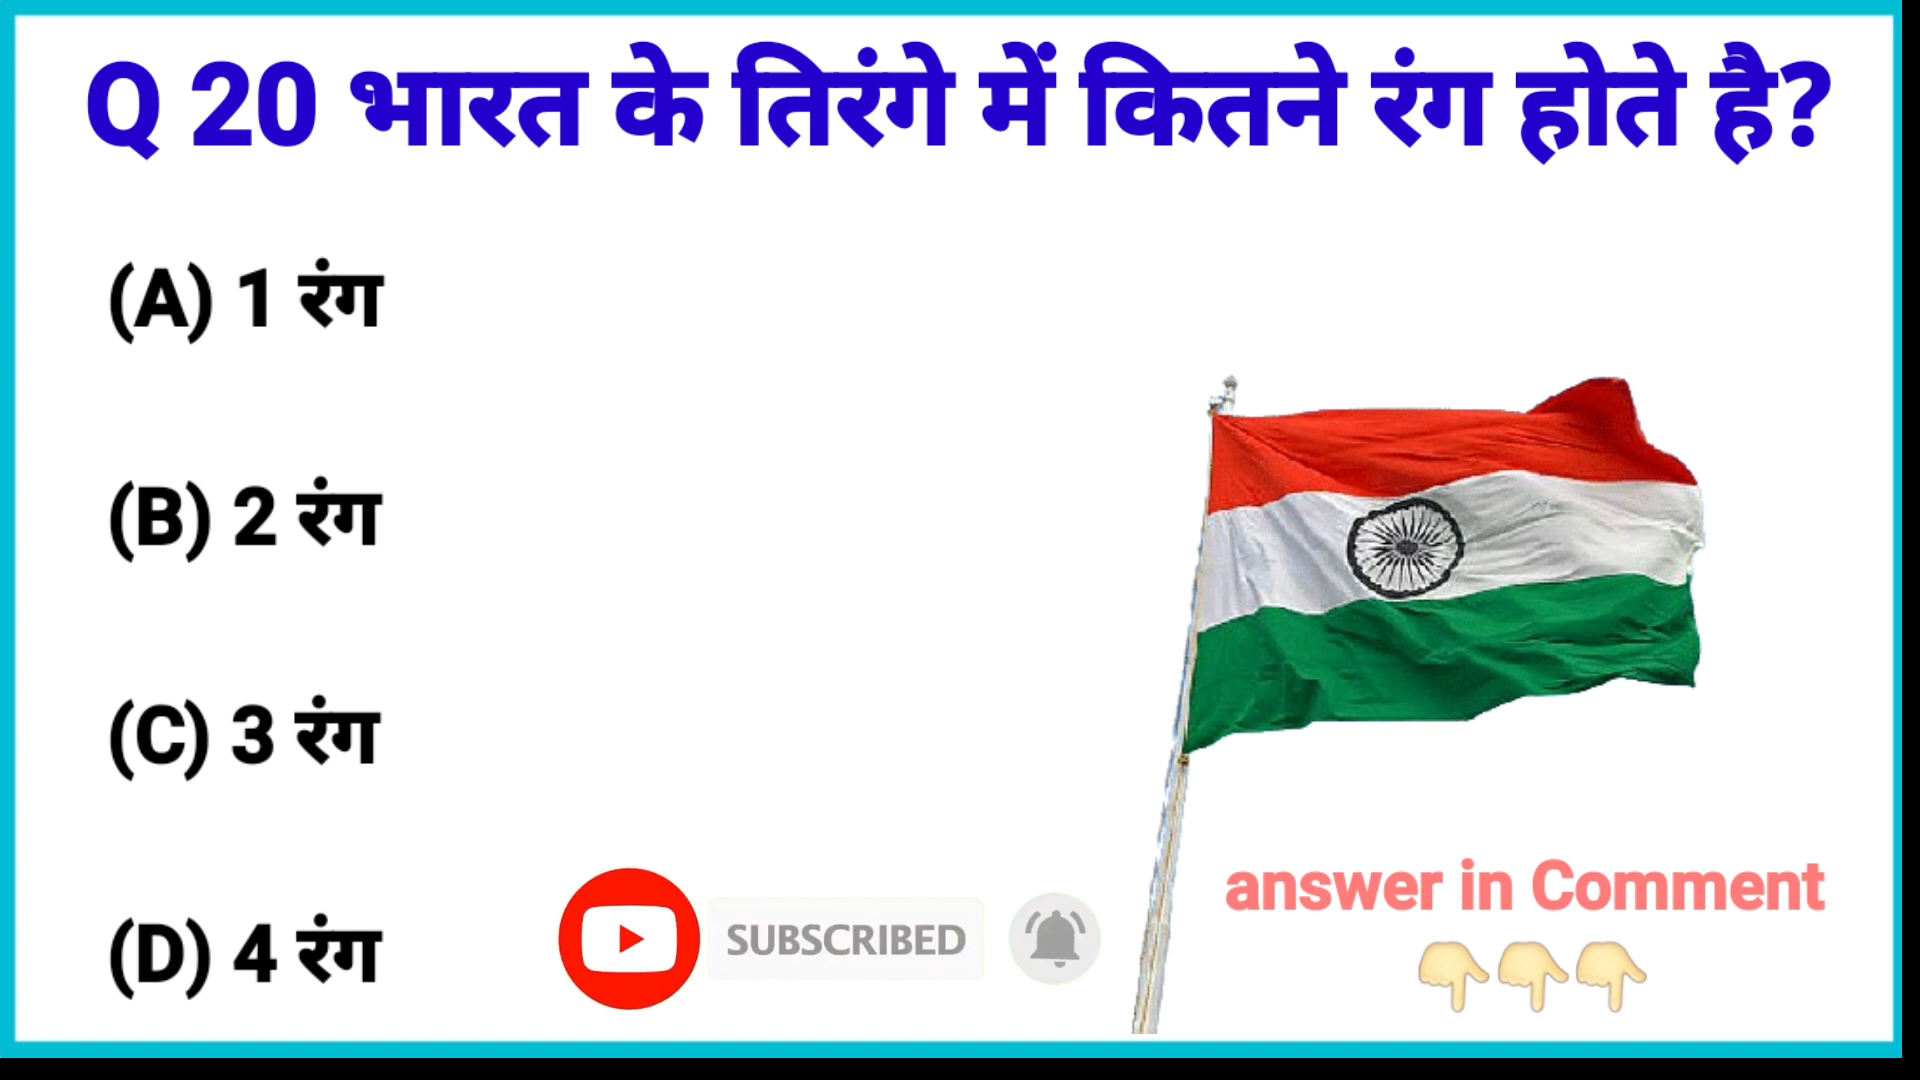 Q 20 भारत के तिरंगे में कितने रंग होते है?
(A) 1 रंग
(B) 2 रंग
(C) 3 रंग
(D) 4 रंग
SUBSCRIBED
answer in Comment